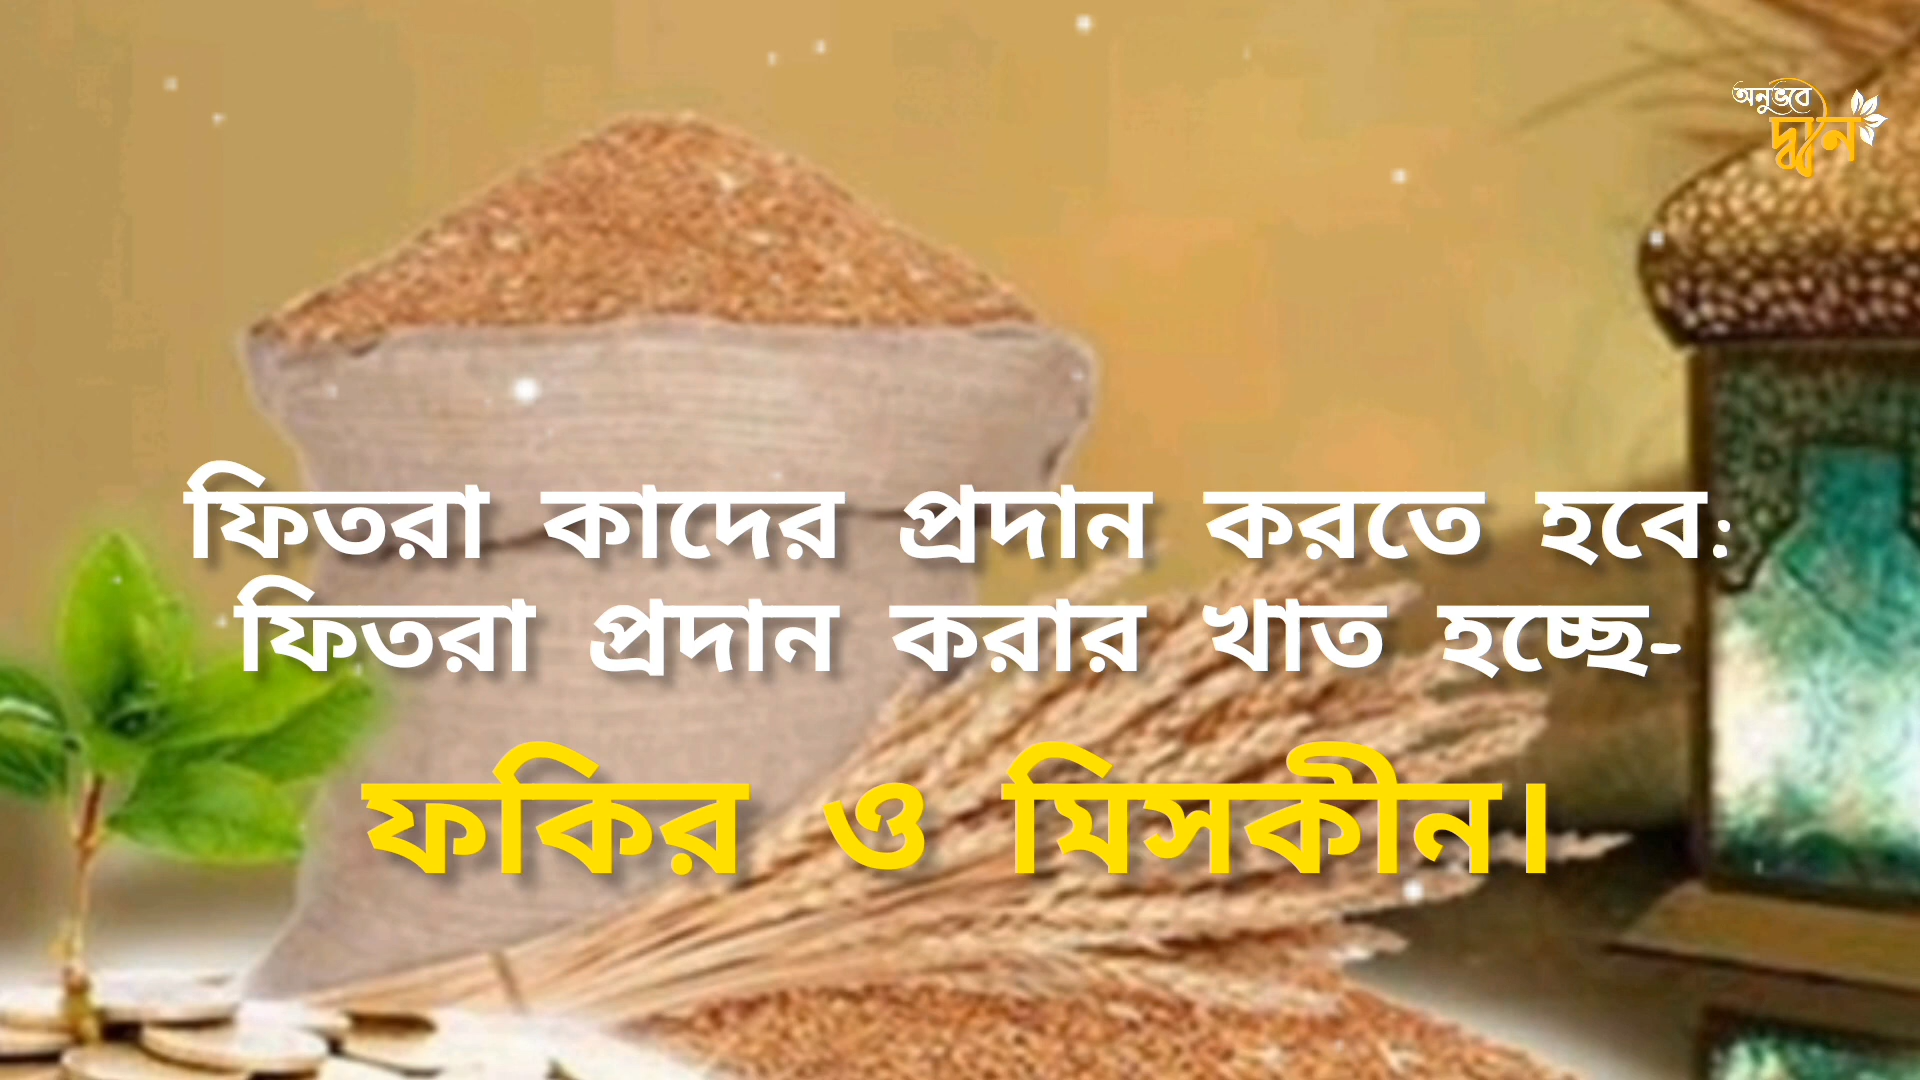 অনুভবে
দ্বীন
ফিতরা কাদের প্রদান করতে হবে:
ফিতরা প্রদান করার খাত হচ্ছে-
ফকির ও মিসকীন।